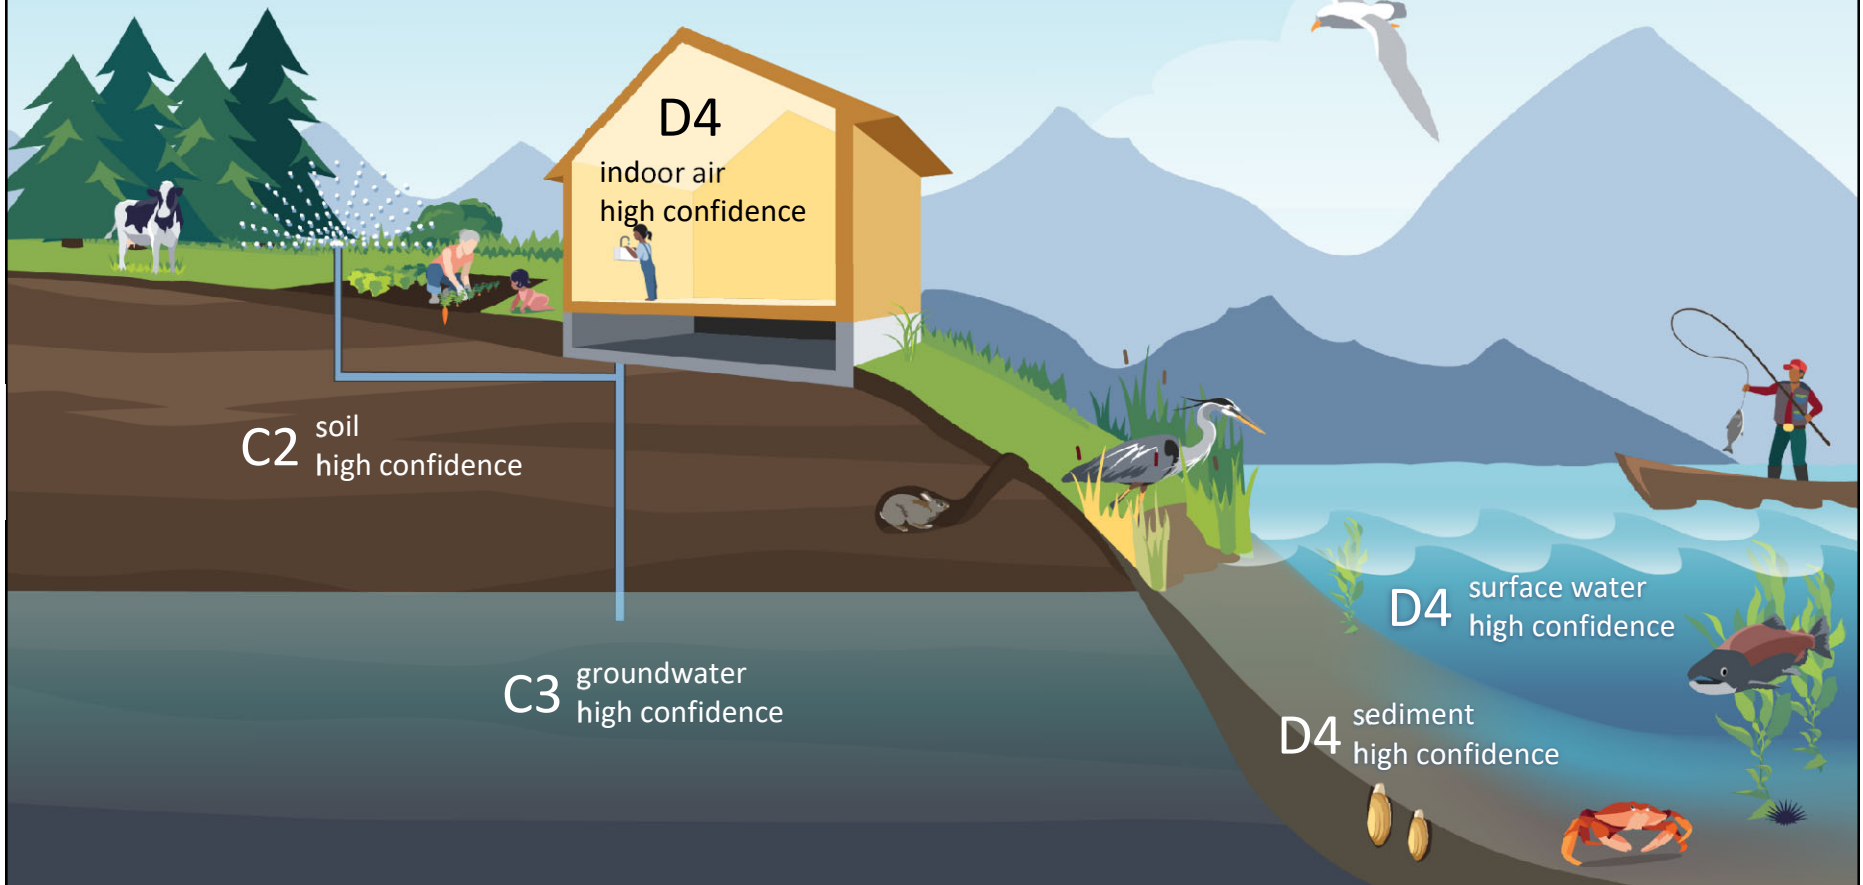 D4
indoor air
high confidence
C2
soil
high confidence
D4
surface water
high confidence
C3
groundwater
high confidence
D4
sediment
high confidence